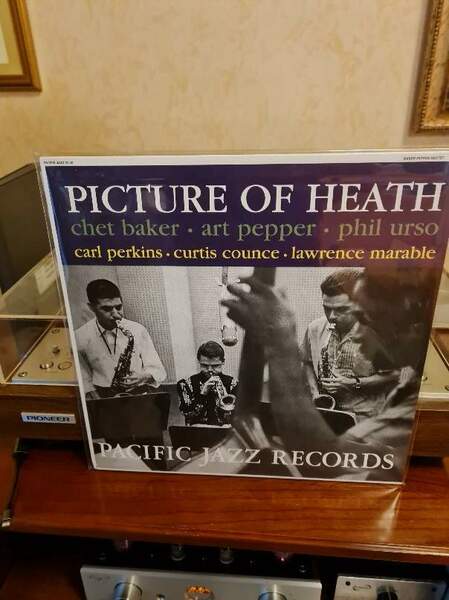 PICTURE OF HEATH
chet baker · art pepper · phil urso
carl perkins · curtis counce · lawrence marable
PACIFIC JAZZ RECORDS
PIONEER